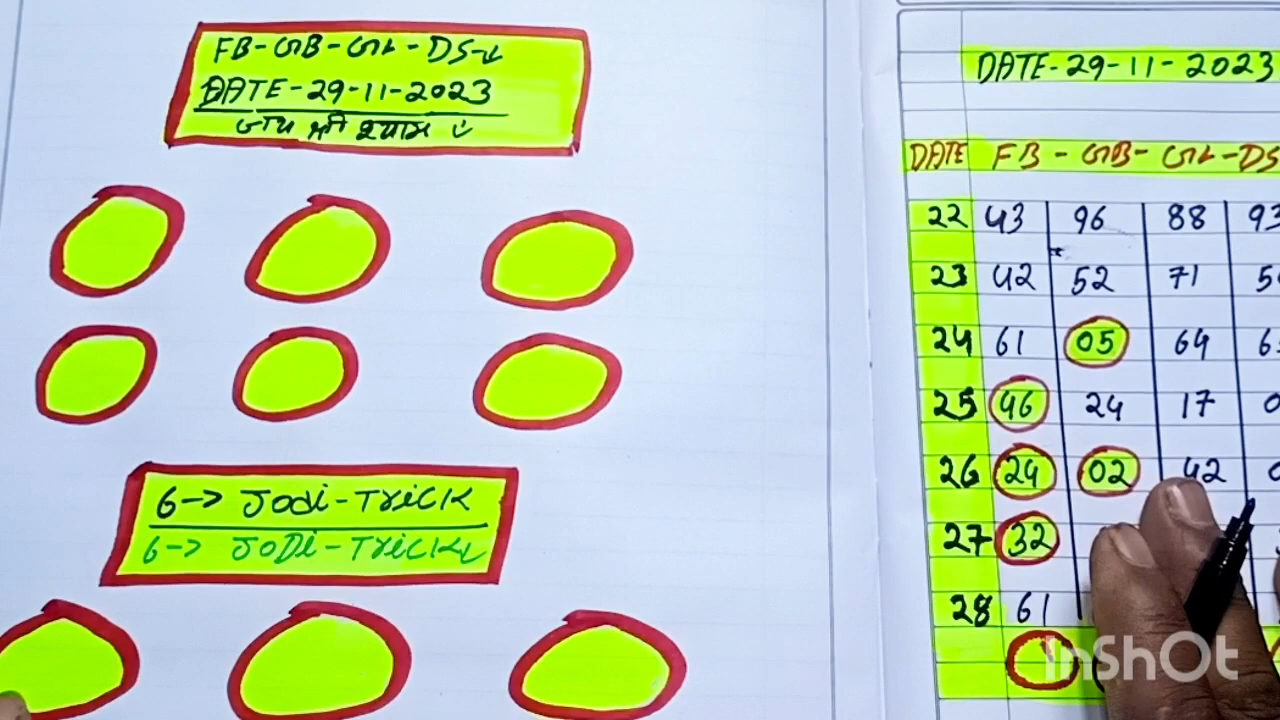 FB-GB-GL-DS
DATE-29-11-2023
जय श्री श्याम
6-> Jodi-Trick
6-> JODi-TricK
DATE-29-11-2023
DATE FB-GB-GL-DS
22 43 96 88 93
23 42 52 71
24 61 05 64
25 46 24 17
26 24 02 42
27 32
28 61
InShOt